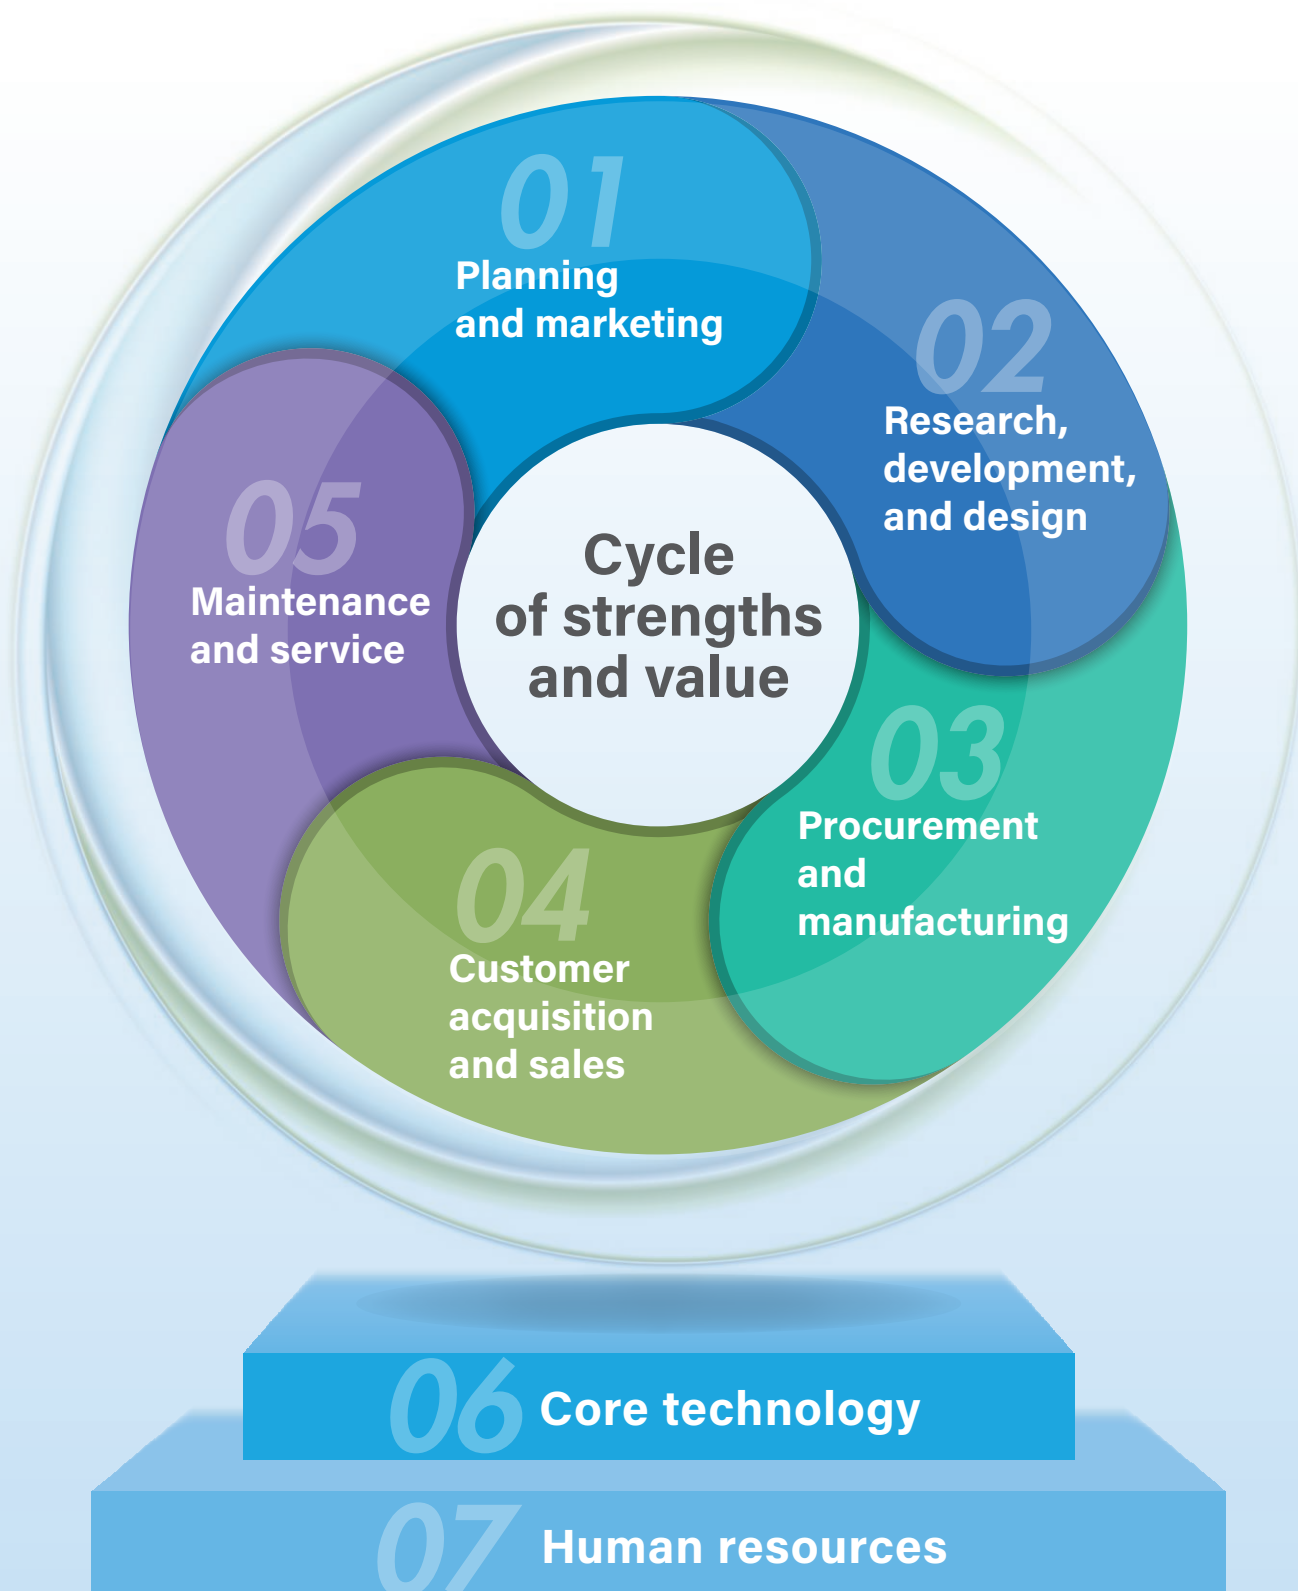 01
Planning
and marketing
02
Research,
development,
and design
03
Procurement
and
manufacturing
04
Customer
acquisition
and sales
05
Maintenance
and service
Cycle
of strengths
and value
06 Core technology
07 Human resources